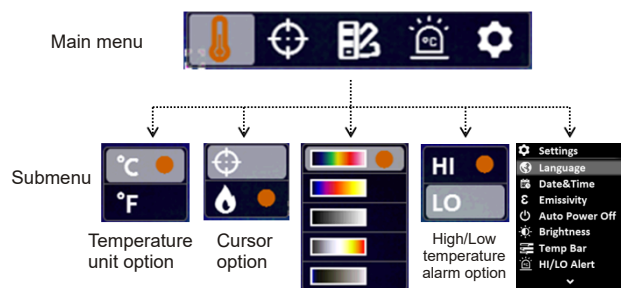 Main menu
°C
Submenu
°C
°F
HI
LO
Settings
Language
Date&Time
ε Emissivity
Auto Power Off
Brightness
Temp Bar
HI/LO Alert
Temperature
unit option
Cursor
option
High/Low
temperature
alarm option